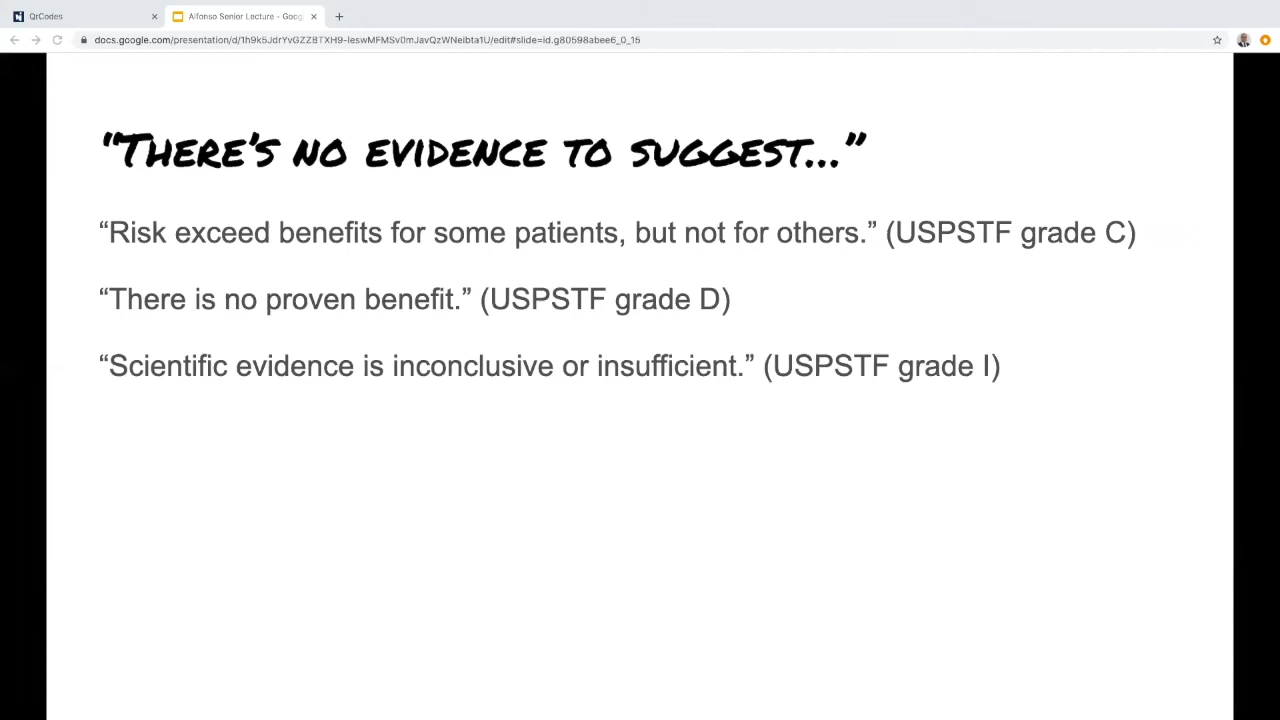 QrCodes
Alfonso Senior Lecture - Goog
docs.google.com/presentation/d/1h9k5JdrYvGZZ8TXH9-IeswMFMSv0mJavQzWNeibta1U/edit#slide=id.g80598abee6_0_15
“There’s no evidence to suggest…”
“Risk exceed benefits for some patients, but not for others.” (USPSTF grade C)
“There is no proven benefit.” (USPSTF grade D)
“Scientific evidence is inconclusive or insufficient.” (USPSTF grade I)